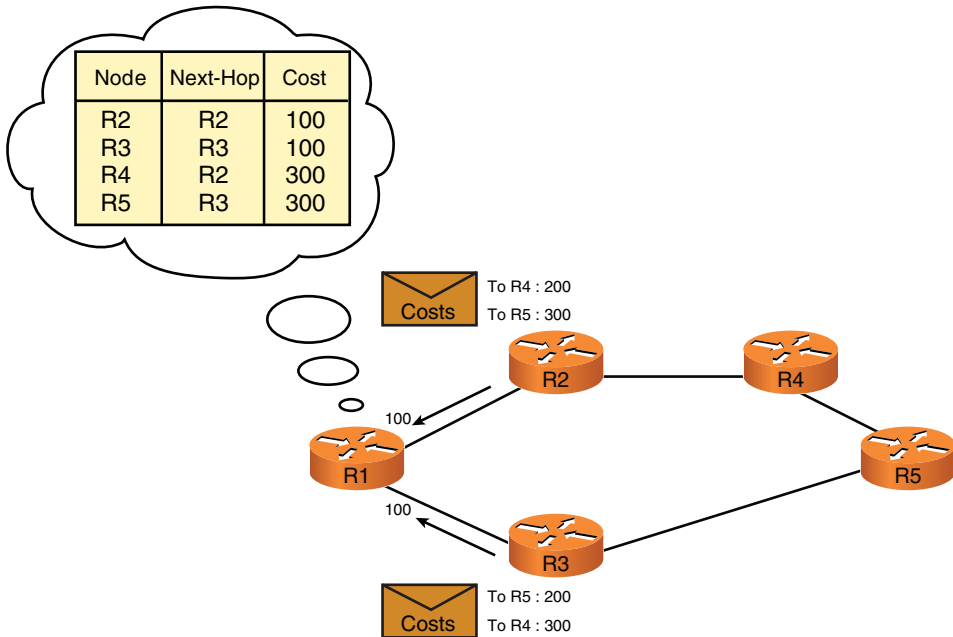 Node Next-Hop Cost
R2 R2 100
R3 R3 100
R4 R2 300
R5 R3 300
Costs
To R4 : 200
To R5 : 300
R2
R4
100
R1
R5
100
R3
Costs
To R5 : 200
To R4 : 300